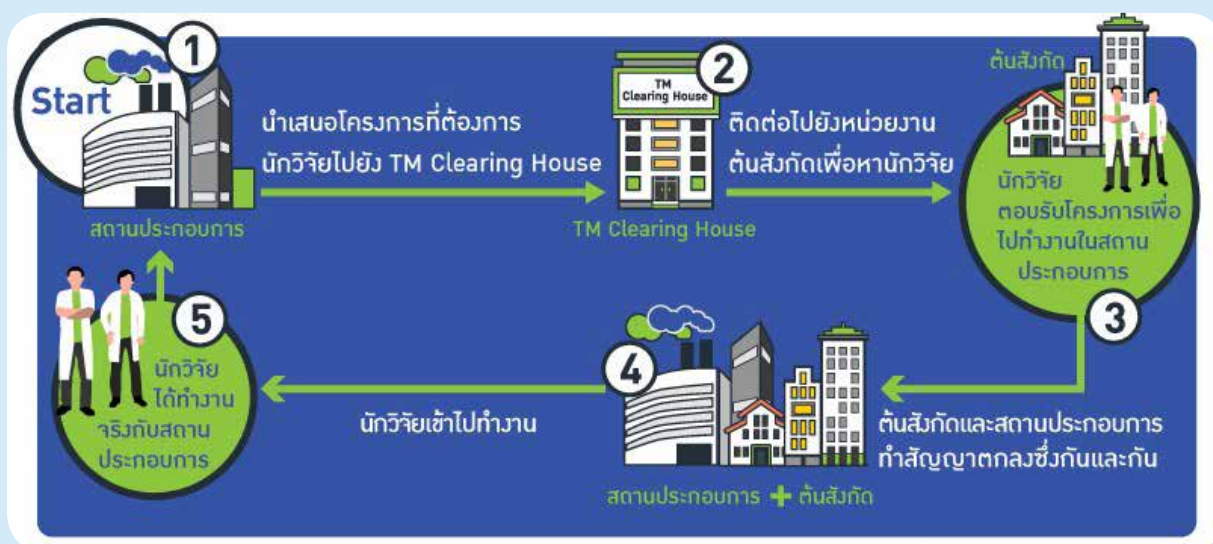 Start
1
สถานประกอบการ
นำเสนอโครงการที่ต้องการ
นักวิจัยไปยัง TM Clearing House
2
TM
Clearing House
TM Clearing House
ติดต่อไปยังหน่วยงาน
ต้นสังกัดเพื่อหานักวิจัย
ต้นสังกัด
นักวิจัย
ตอบรับโครงการเพื่อ
ไปทำงานในสถาน
ประกอบการ
3
ต้นสังกัดและสถานประกอบการ
ทำสัญญาตกลงซึ่งกันและกัน
4
สถานประกอบการ + ต้นสังกัด
นักวิจัยเข้าไปทำงาน
5
นักวิจัย
ได้ทำงาน
จริงกับสถาน
ประกอบการ